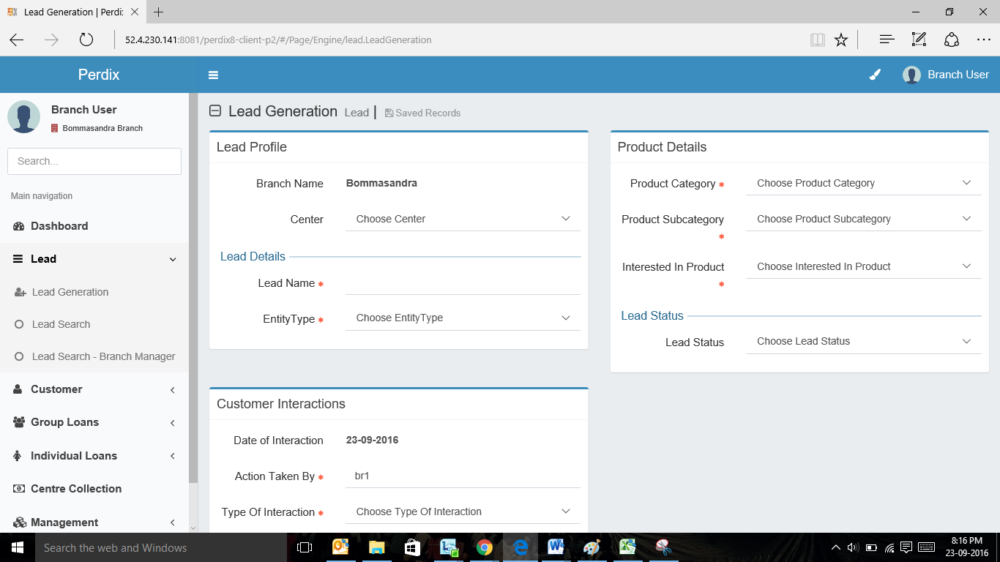 Lead Generation | Perdix
52.4.230.141:8081/perdix8-client-p2/#/Page/Engine/lead.LeadGeneration
Perdix
Branch User
Branch User
Bommasandra Branch
Search...
Main navigation
Dashboard
Lead
Lead Generation
Lead Search
Lead Search - Branch Manager
Customer
Group Loans
Individual Loans
Centre Collection
Management
Lead Generation Lead | Saved Records
Lead Profile
Branch Name Bommasandra
Center Choose Center
Lead Details
Lead Name *
EntityType * Choose EntityType
Product Details
Product Category * Choose Product Category
Product Subcategory * Choose Product Subcategory
Interested In Product * Choose Interested In Product
Lead Status
Lead Status Choose Lead Status
Customer Interactions
Date of Interaction 23-09-2016
Action Taken By * br1
Type Of Interaction * Choose Type Of Interaction
Search the web and Windows
8:16 PM
23-09-2016